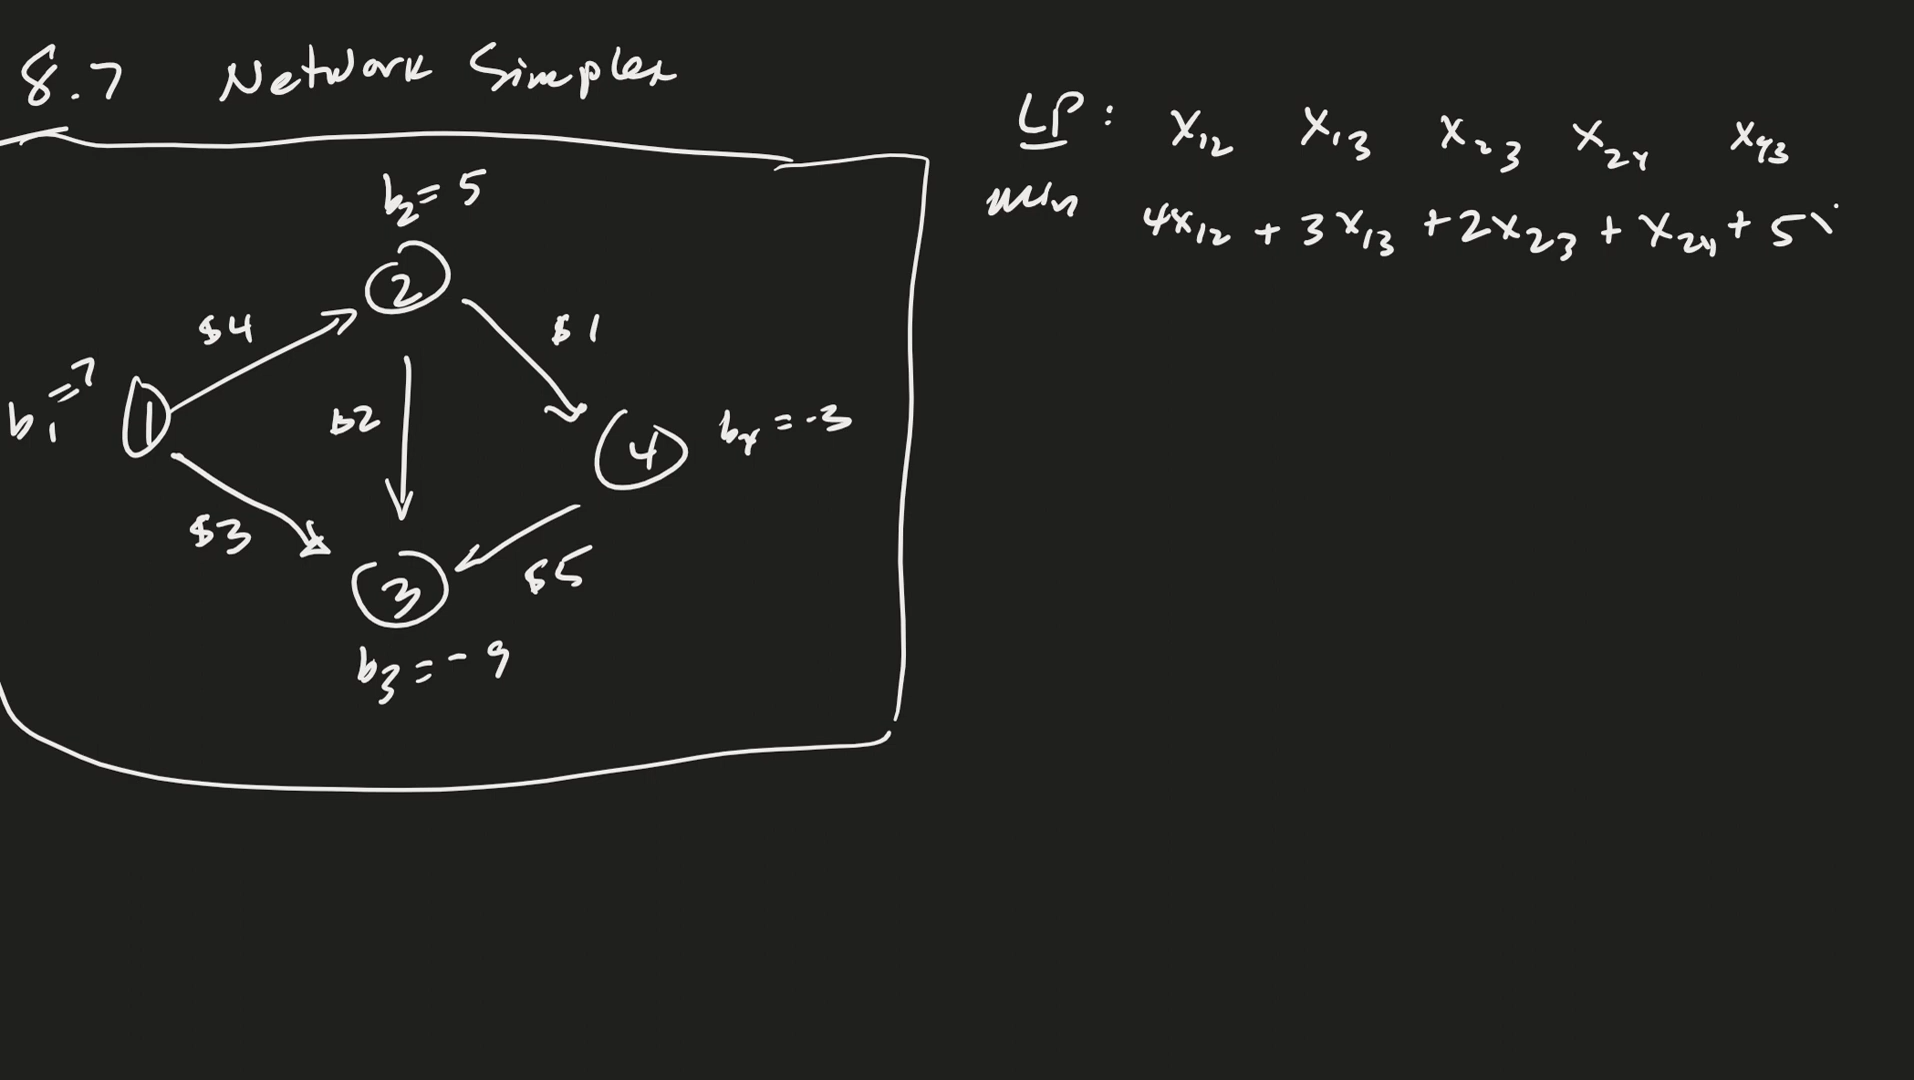 8.7 Network Simplex
b₂ = 5
2
$4
$1
b₁ = 7
1
$2
4
b₄ = -3
$3
$5
3
b₃ = - 9
LP: x₁₂ x₁₃ x₂₃ x₂₄ x₄₃
min 4x₁₂ + 3x₁₃ + 2x₂₃ + x₂₄ + 5